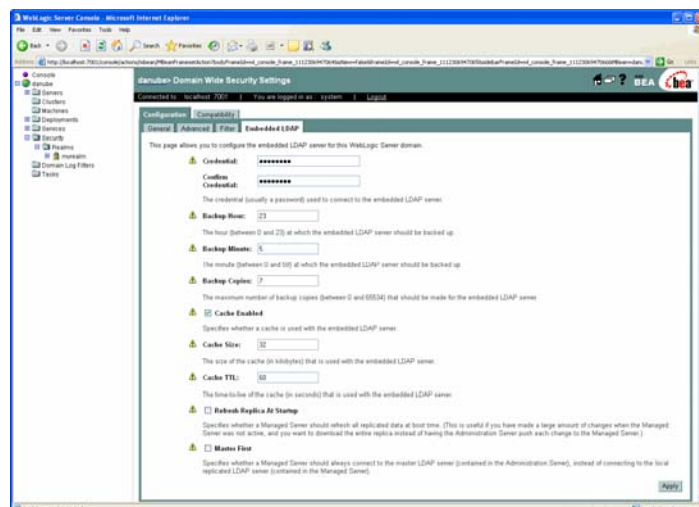 WebLogic Server Console - Microsoft Internet Explorer
File Edit View Favorites Tools Help
Back Search Favorites
Console
danube
Servers
Clusters
Machines
Deployments
Services
Security
Realms
myrealm
Domain Log Filters
Tasks
danube> Domain Wide Security Settings
Connected to: localhost:7001 | You are logged in as: system | Logout
Configuration Compatibility
General Advanced Filter Embedded LDAP
This page allows you to configure the embedded LDAP server for this WebLogic Server domain.
Credential:
Confirm
Credential:
The credential (usually a password) used to connect to the embedded LDAP server.
Backup Hour: 23
The hour (between 0 and 23) at which the embedded LDAP server should be backed up.
Backup Minute: 5
The minute (between 0 and 59) at which the embedded LDAP server should be backed up.
Backup Copies: 7
The maximum number of backup copies (between 0 and 65534) that should be made for the embedded LDAP server.
Cache Enabled
Specifies whether a cache is used with the embedded LDAP server.
Cache Size: 32
The size of the cache (in kilobytes) that is used with the embedded LDAP server.
Cache TTL: 60
The time-to-live of the cache (in seconds) that is used with the embedded LDAP server.
Refresh Replica At Startup
Specifies whether a Managed Server should refresh all replicated data at boot time. (This is useful if you have made a large amount of changes when the Managed
Server was not active, and you want to download the entire replica instead of having the Administration Server push each change to the Managed Server.)
Master First
Specifies whether a Managed Server should always connect to the master LDAP server (contained in the Administration Server), instead of connecting to the local
replicated LDAP server (contained in the Managed Server).
Apply